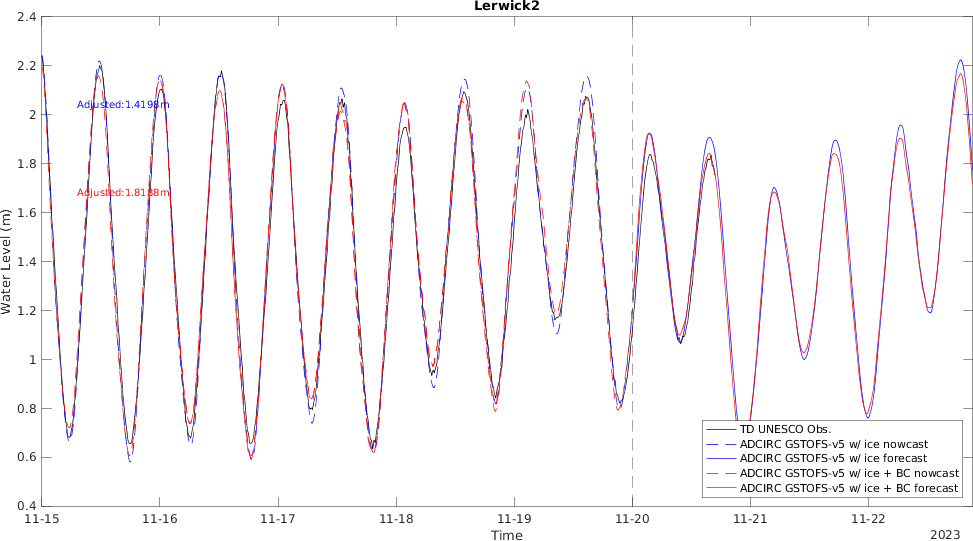 Lerwick2
2.4
2.2
2
1.8
1.6
1.4
1.2
1
0.8
0.6
0.4
Water Level (m)
Adjusted:1.4198m
Adjusted:1.8188m
TD UNESCO Obs.
ADCIRC GSTOFS-v5 w/ ice nowcast
ADCIRC GSTOFS-v5 w/ ice forecast
ADCIRC GSTOFS-v5 w/ ice + BC nowcast
ADCIRC GSTOFS-v5 w/ ice + BC forecast
11-15 11-16 11-17 11-18 11-19 11-20 11-21 11-22
Time
2023